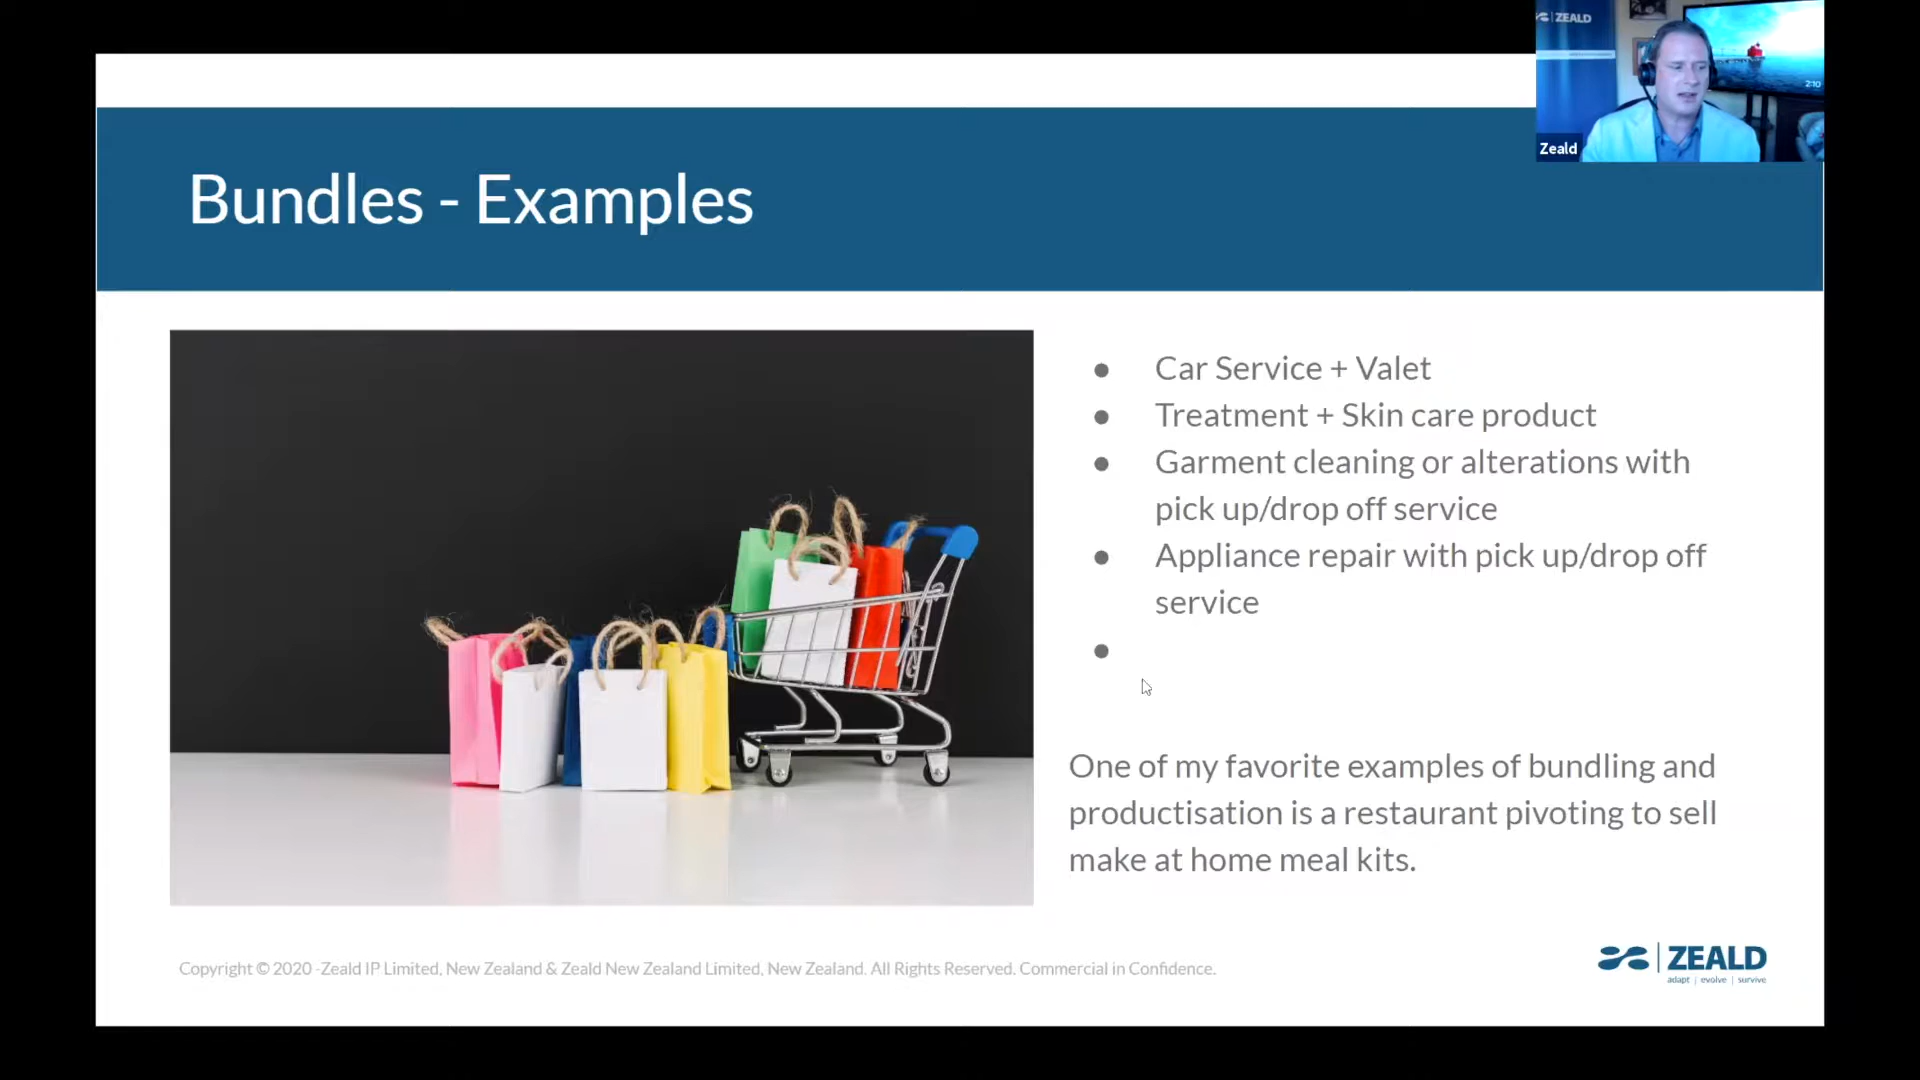 ZEALD
2:10
Zeald
Bundles - Examples
● Car Service + Valet
● Treatment + Skin care product
● Garment cleaning or alterations with
pick up/drop off service
● Appliance repair with pick up/drop off
service
●
One of my favorite examples of bundling and
productisation is a restaurant pivoting to sell
make at home meal kits.
Copyright © 2020 -Zeald IP Limited, New Zealand & Zeald New Zealand Limited, New Zealand. All Rights Reserved. Commercial in Confidence.
ZEALD
adapt | evolve | survive